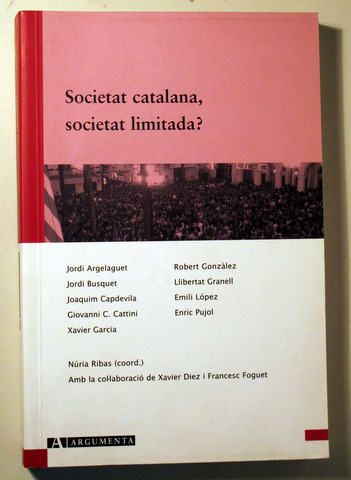 Societat catalana,
societat limitada?
Jordi Argelaguet
Jordi Busquet
Joaquim Capdevila
Giovanni C. Cattini
Xavier Garcia
Robert Gonzàlez
Llibertat Granell
Emili López
Enric Pujol
Núria Ribas (coord.)
Amb la col·laboració de Xavier Diez i Francesc Foguet
A ARGUMENTA